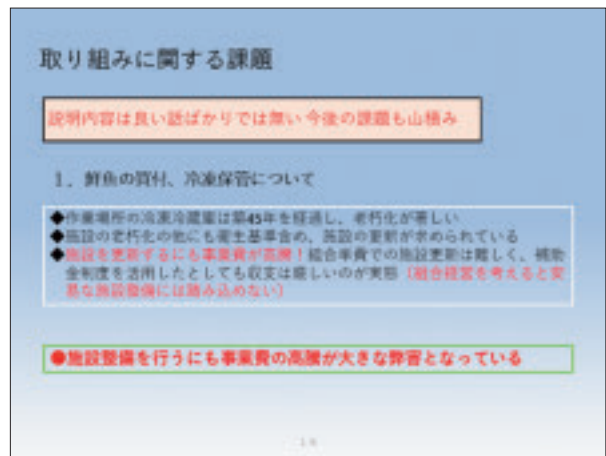 取り組みに関する課題
説明内容は良い話ばかりでは無い 今後の課題も山積み
1．鮮魚の買付、冷凍保管について
◆作業場所の冷凍冷蔵庫は築45年を経過し、老朽化が著しい
◆施設の老朽化の他にも衛生基準含め、施設の更新が求められている
◆施設を更新するにも事業費が高騰！組合単費での施設更新は難しく、補助
金制度を活用したとしても収支は厳しいのが実態（組合経営を考えると安
易な施設整備には踏み込めない）
●施設整備を行うにも事業費の高騰が大きな弊害となっている